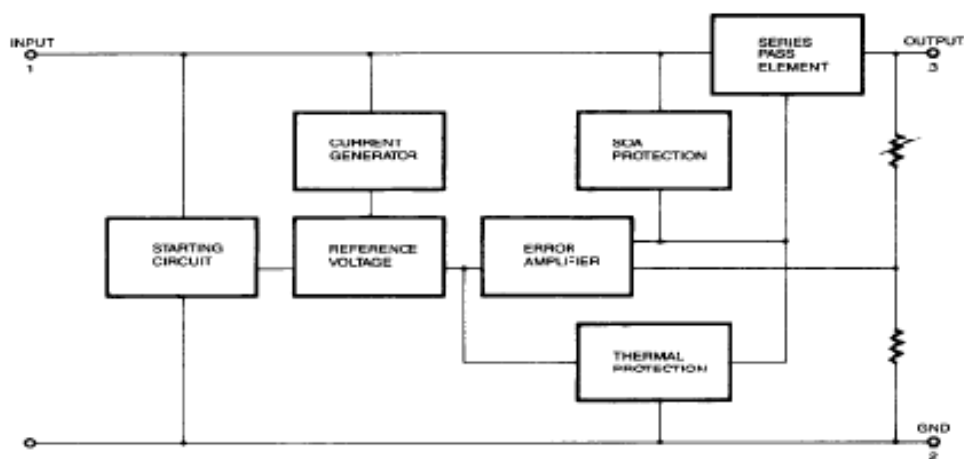 INPUT
1
SERIES
PASS
ELEMENT
OUTPUT
3
CURRENT
GENERATOR
SOA
PROTECTION
STARTING
CIRCUIT
REFERENCE
VOLTAGE
ERROR
AMPLIFIER
THERMAL
PROTECTION
GND
2